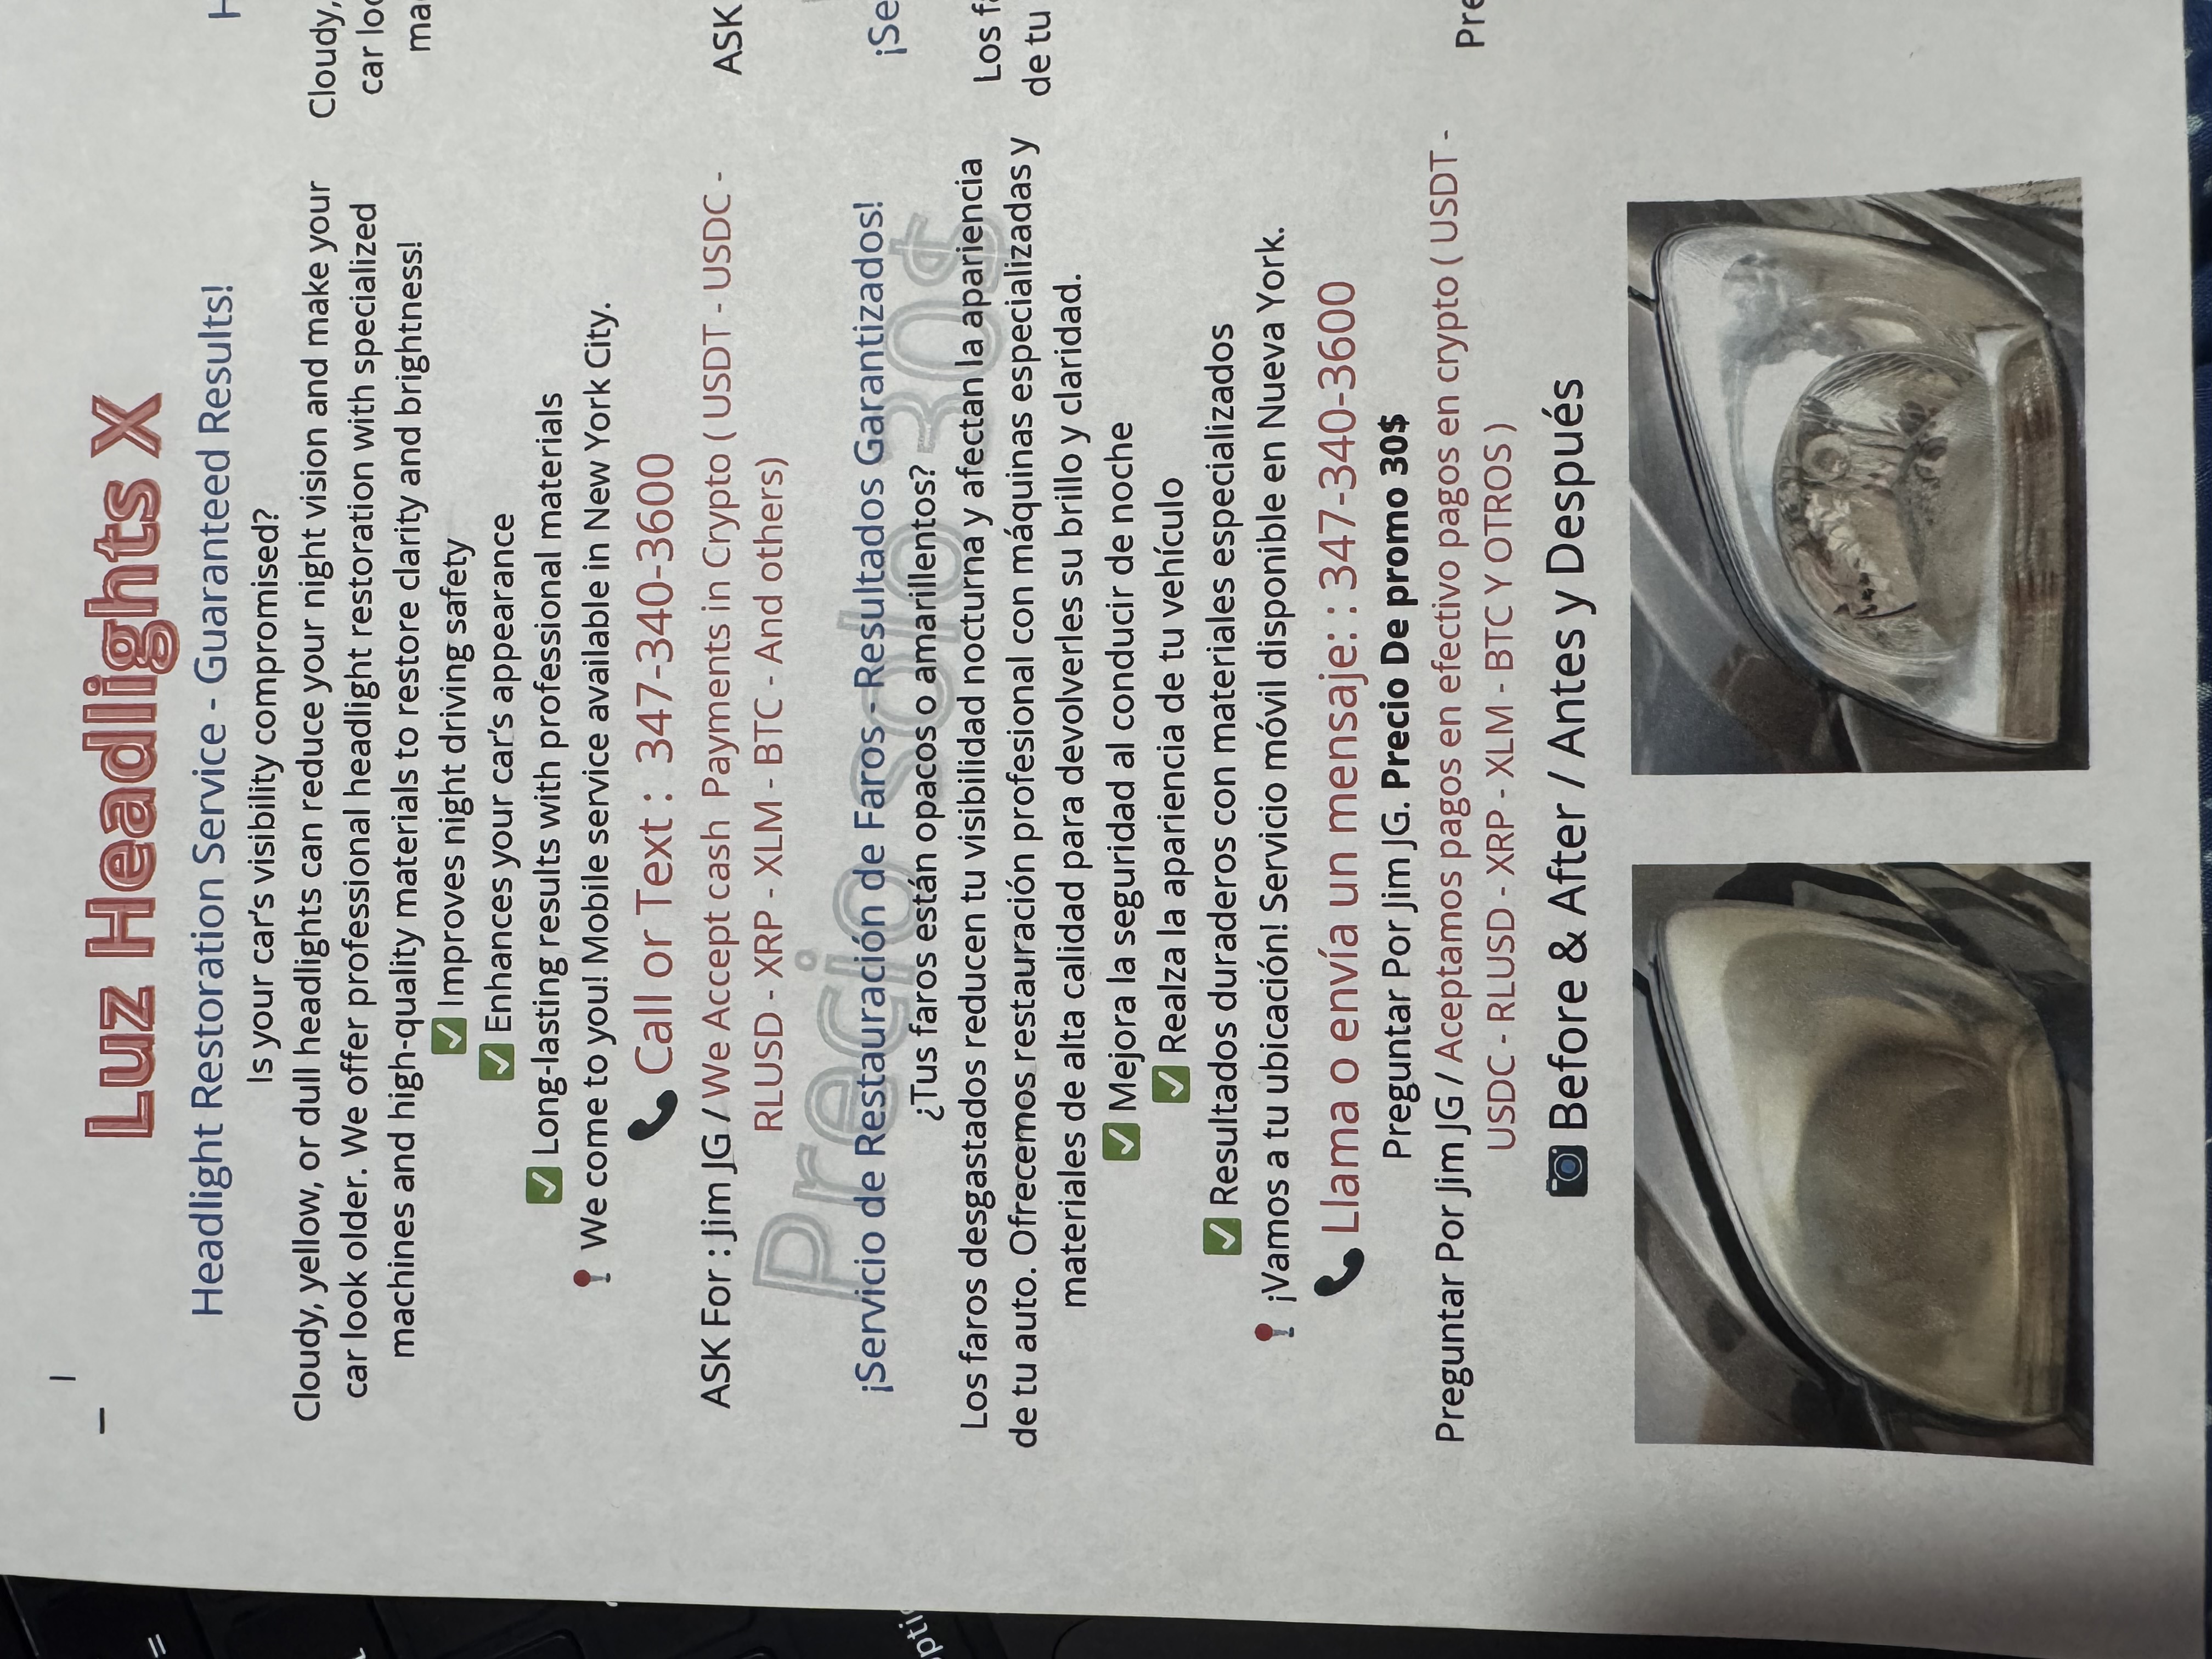 Luz Headlights X
Headlight Restoration Service - Guaranteed Results!
Is your car's visibility compromised?
Cloudy, yellow, or dull headlights can reduce your night vision and make your
car look older. We offer professional headlight restoration with specialized
machines and high-quality materials to restore clarity and brightness!
✅ Improves night driving safety
✅ Enhances your car's appearance
✅ Long-lasting results with professional materials
📍 We come to you! Mobile service available in New York City.
📞 Call or Text :  347-340-3600
ASK For : Jim JG / We Accept cash  Payments in Crypto ( USDT - USDC -
RLUSD - XRP - XLM - BTC - And others)
Precio solo 30$
¡Servicio de Restauración de Faros - Resultados Garantizados!
¿Tus faros están opacos o amarillentos?
Los faros desgastados reducen tu visibilidad nocturna y afectan la apariencia
de tu auto. Ofrecemos restauración profesional con máquinas especializadas y
materiales de alta calidad para devolverles su brillo y claridad.
✅ Mejora la seguridad al conducir de noche
✅ Realza la apariencia de tu vehículo
✅ Resultados duraderos con materiales especializados
📍 ¡Vamos a tu ubicación! Servicio móvil disponible en Nueva York.
📞 Llama o envía un mensaje: : 347-340-3600
Preguntar Por Jim JG. Precio De promo 30$
Preguntar Por Jim JG / Aceptamos pagos en efectivo pagos en crypto ( USDT -
USDC - RLUSD - XRP - XLM - BTC Y OTROS )
📷 Before & After / Antes y Después
Cloudy,
ASK
de tu
=